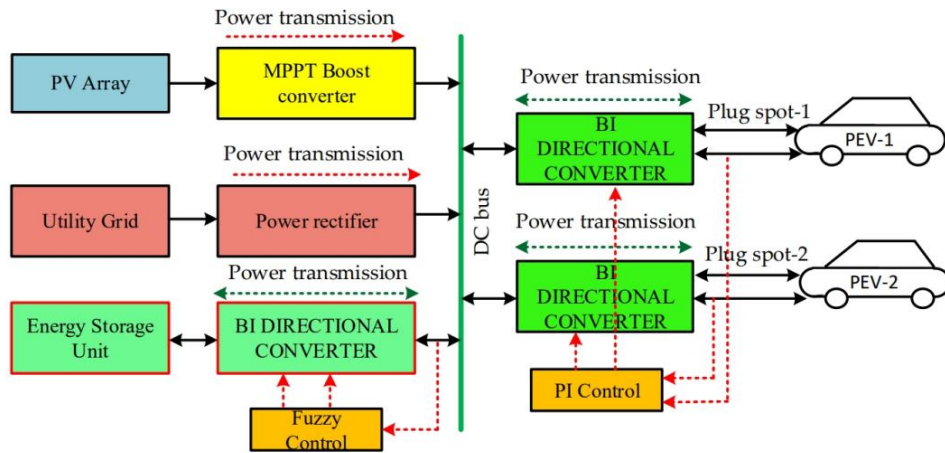 Power transmission
PV Array
MPPT Boost
converter
Power transmission
Utility Grid
Power rectifier
Power transmission
Energy Storage
Unit
BI DIRECTIONAL
CONVERTER
Fuzzy
Control
DC bus
Power transmission
BI
DIRECTIONAL
CONVERTER
Plug spot-1
PEV-1
Power transmission
BI
DIRECTIONAL
CONVERTER
Plug spot-2
PEV-2
PI Control